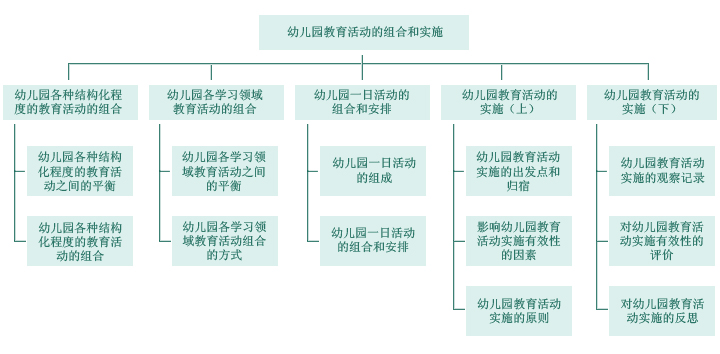 幼儿园教育活动的组合和实施
幼儿园各种结构化程
度的教育活动的组合
幼儿园各种结构
化程度的教育活
动之间的平衡
幼儿园各种结构
化程度的教育活
动的组合
幼儿园各学习领域
教育活动的组合
幼儿园各学习领
域教育活动之间
的平衡
幼儿园各学习领
域教育活动组合
的方式
幼儿园一日活动的
组合和安排
幼儿园一日活动
的组成
幼儿园一日活动
的组合和安排
幼儿园教育活动的
实施（上）
幼儿园教育活动
实施的出发点和
归宿
影响幼儿园教育
活动实施有效性
的因素
幼儿园教育活动
实施的原则
幼儿园教育活动的
实施（下）
幼儿园教育活动
实施的观察记录
对幼儿园教育活
动实施有效性的
评价
对幼儿园教育活
动实施的反思